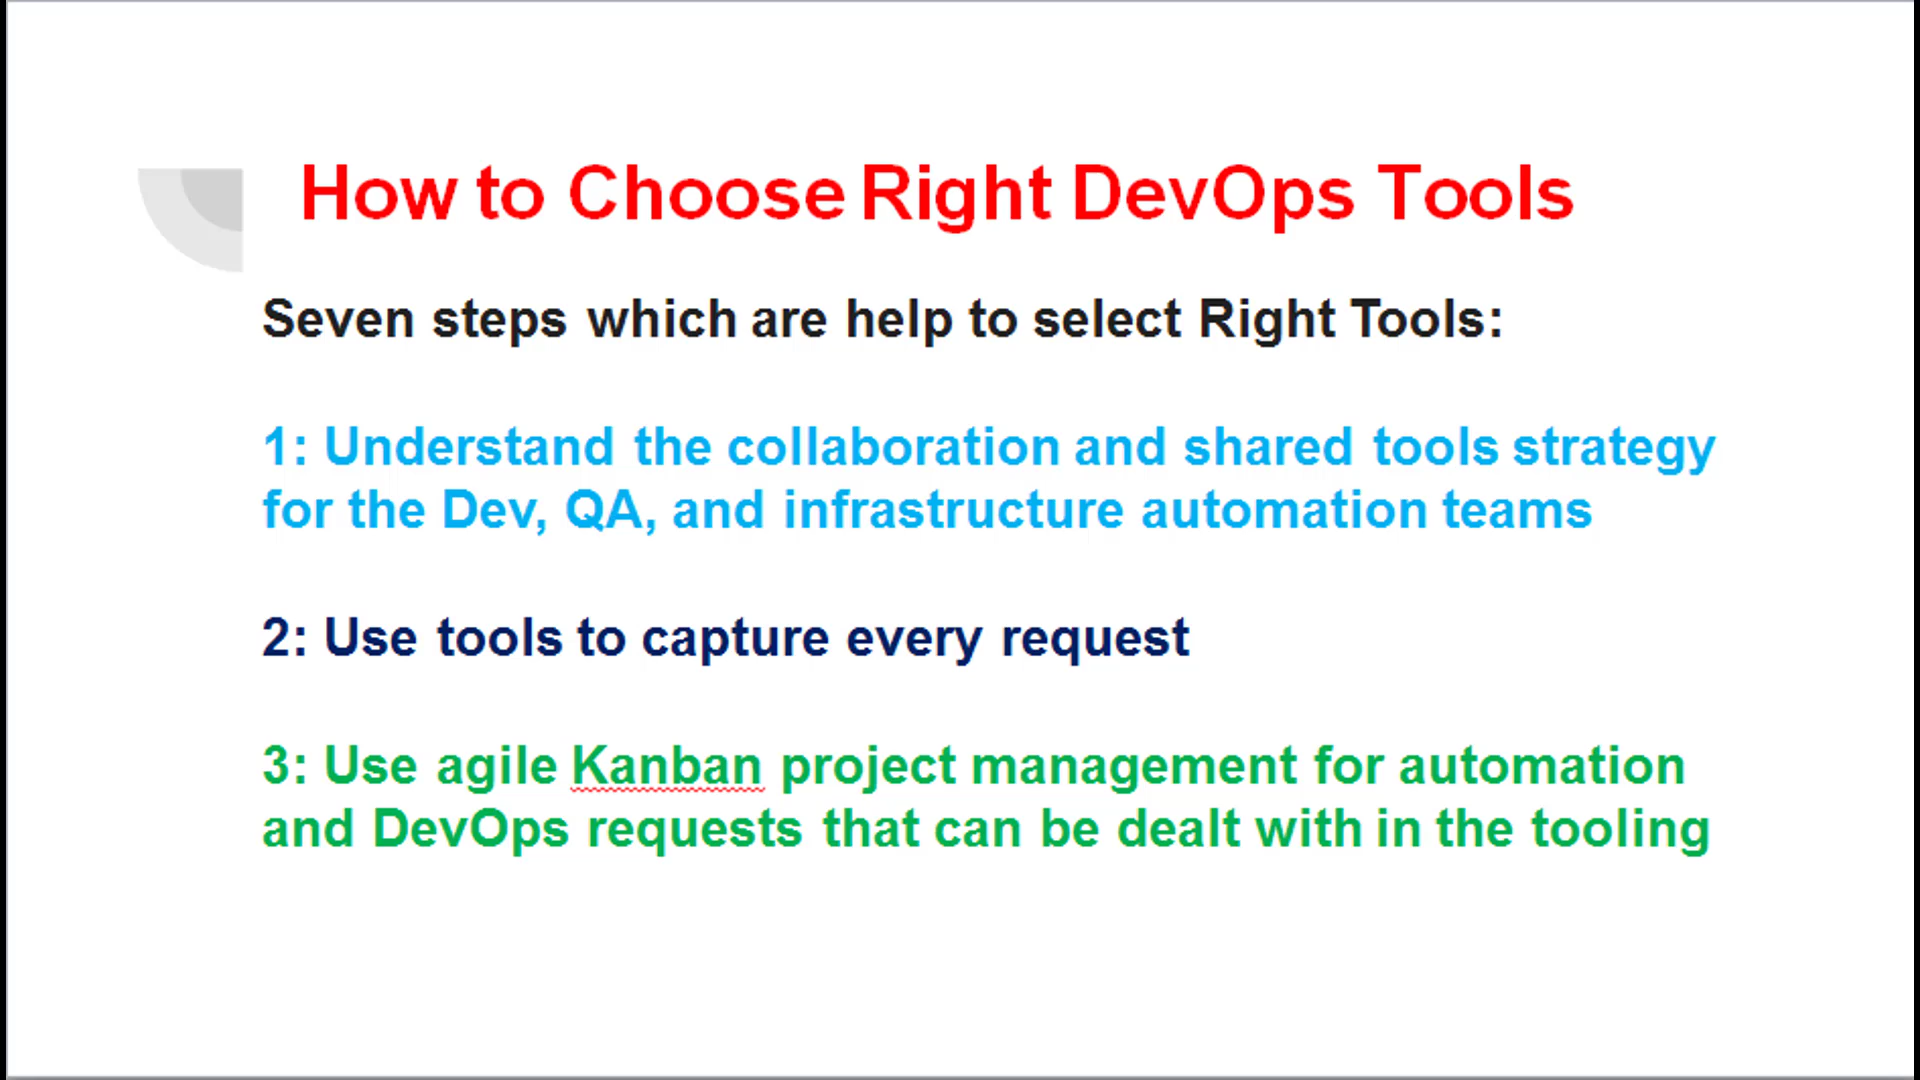 How to Choose Right DevOps Tools
Seven steps which are help to select Right Tools:
1: Understand the collaboration and shared tools strategy
for the Dev, QA, and infrastructure automation teams
2: Use tools to capture every request
3: Use agile Kanban project management for automation
and DevOps requests that can be dealt with in the tooling